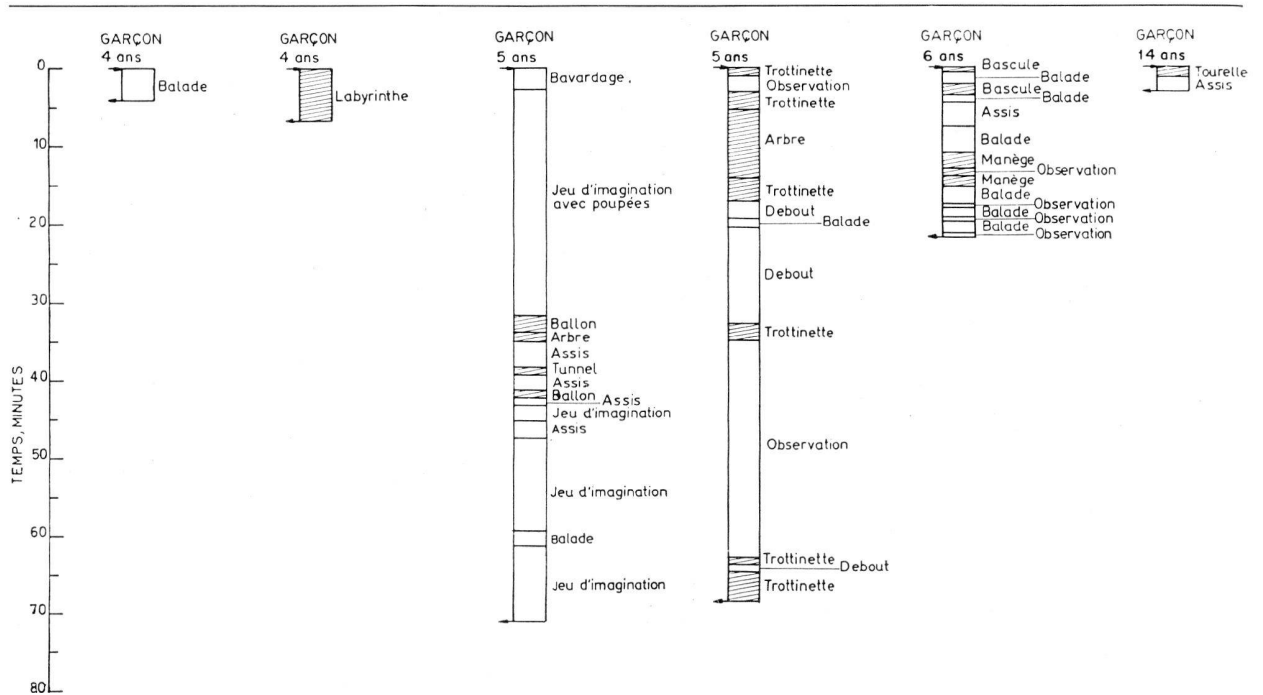 GARÇON
4 ans
Balade
GARÇON
4 ans
Labyrinthe
GARÇON
5 ans
Bavardage
Jeu d'imagination
avec poupées
Ballon
Arbre
Assis
Tunnel
Assis
Ballon
Assis
Jeu d'imagination
Assis
Jeu d'imagination
Balade
Jeu d'imagination
GARÇON
5 ans
Trottinette
Observation
Trottinette
Arbre
Trottinette
Debout
Balade
Debout
Trottinette
Observation
Trottinette
Debout
Trottinette
GARÇON
6 ans
Bascule
Balade
Bascule
Balade
Assis
Balade
Manège
Observation
Manège
Balade
Observation
Balade
Observation
Balade
Observation
GARÇON
14 ans
Tourelle
Assis
TEMPS, MINUTES
0
10
20
30
40
50
60
70
80